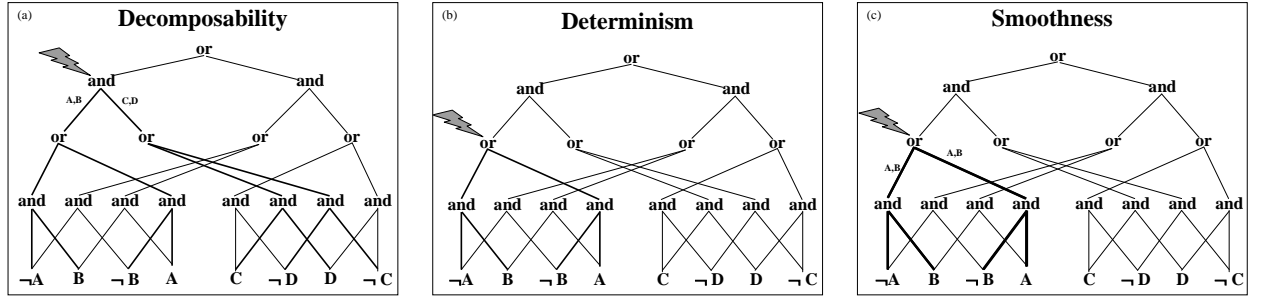 (a) Decomposability
or
and and
A,B C,D
or or or or
and and and and and and and and
¬A B ¬B A C ¬D D ¬C
(b) Determinism
or
and and
or or or or
and and and and and and and and
¬A B ¬B A C ¬D D ¬C
(c) Smoothness
or
and and
or or or or
A,B A,B
and and and and and and and and
¬A B ¬B A C ¬D D ¬C